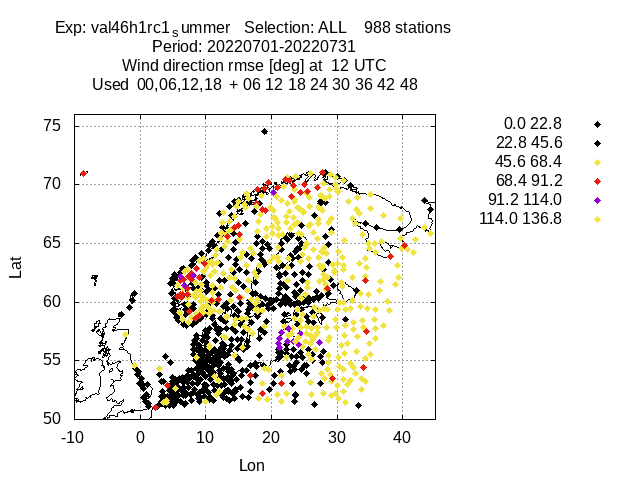 Exp: val46h1rc1summer Selection: ALL 988 stations
Period: 20220701-20220731
Wind direction rmse [deg] at 12 UTC
Used 00,06,12,18 + 06 12 18 24 30 36 42 48
0.0 22.8
22.8 45.6
45.6 68.4
68.4 91.2
91.2 114.0
114.0 136.8
75
70
65
60
55
50
Lat
-10 0 10 20 30 40
Lon